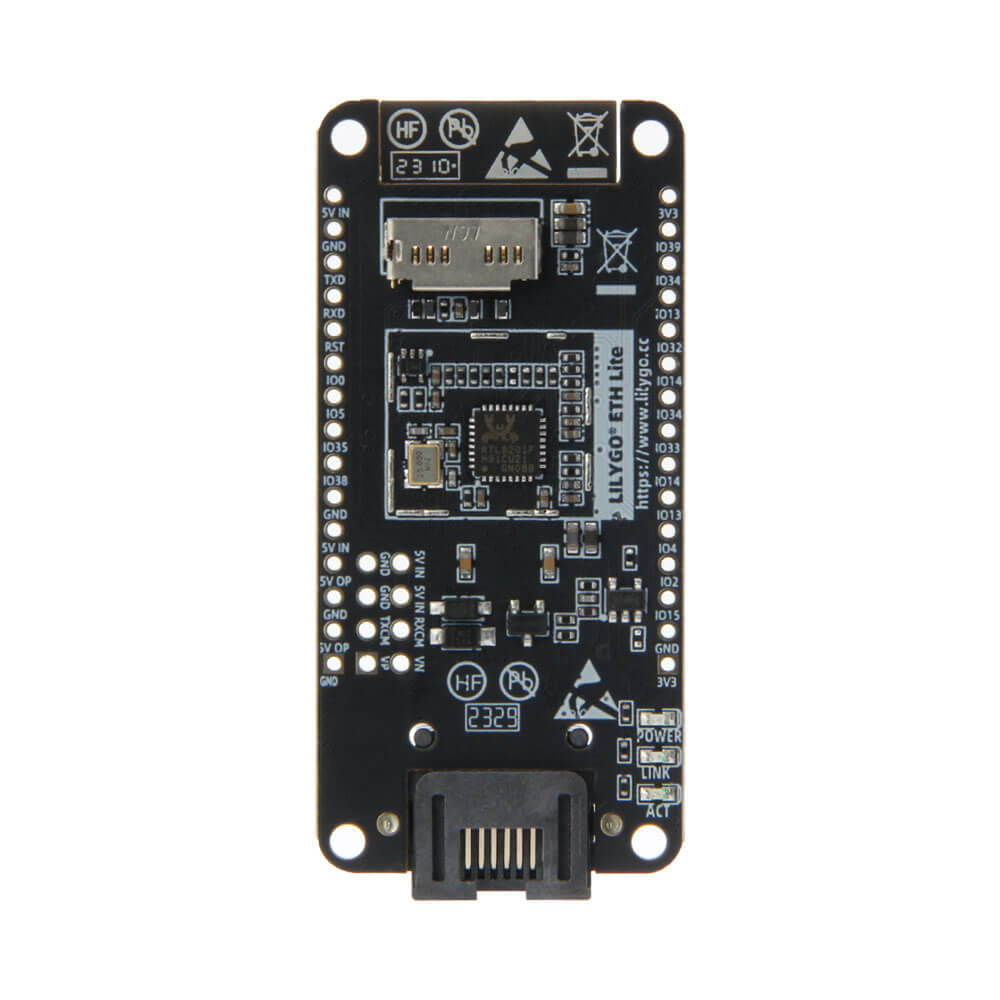 HF
Pb
2310
5V IN
GND
TXD
RXD
RST
IO0
IO5
IO35
IO38
GND
5V IN
5V OP
GND
5V OP
GND
3V3
IO39
IO34
IO13
IO32
IO14
IO34
IO33
IO14
IO13
IO4
IO2
IO15
GND
3V3
LILYGO® ETH Lite
https://www.lilygo.cc
RTL8201F
GND 5V IN
GND 5V IN
TXCM RXCM
VP VN
HF
Pb
2329
POWER
LINK
ACT